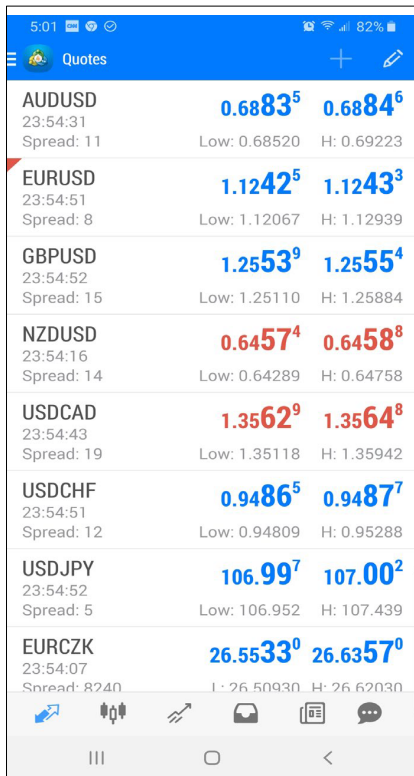 5:01 82%
Quotes
AUDUSD 0.68835 0.68846
23:54:31
Spread: 11 Low: 0.68520 H: 0.69223
EURUSD 1.12425 1.12433
23:54:51
Spread: 8 Low: 1.12067 H: 1.12939
GBPUSD 1.25539 1.25554
23:54:52
Spread: 15 Low: 1.25110 H: 1.25884
NZDUSD 0.64574 0.64588
23:54:16
Spread: 14 Low: 0.64289 H: 0.64758
USDCAD 1.35629 1.35648
23:54:43
Spread: 19 Low: 1.35118 H: 1.35942
USDCHF 0.94865 0.94877
23:54:51
Spread: 12 Low: 0.94809 H: 0.95288
USDJPY 106.997 107.002
23:54:52
Spread: 5 Low: 106.952 H: 107.439
EURCZK 26.55330 26.63570
23:54:07
Spread: 8240 L: 26.50930 H: 26.62030